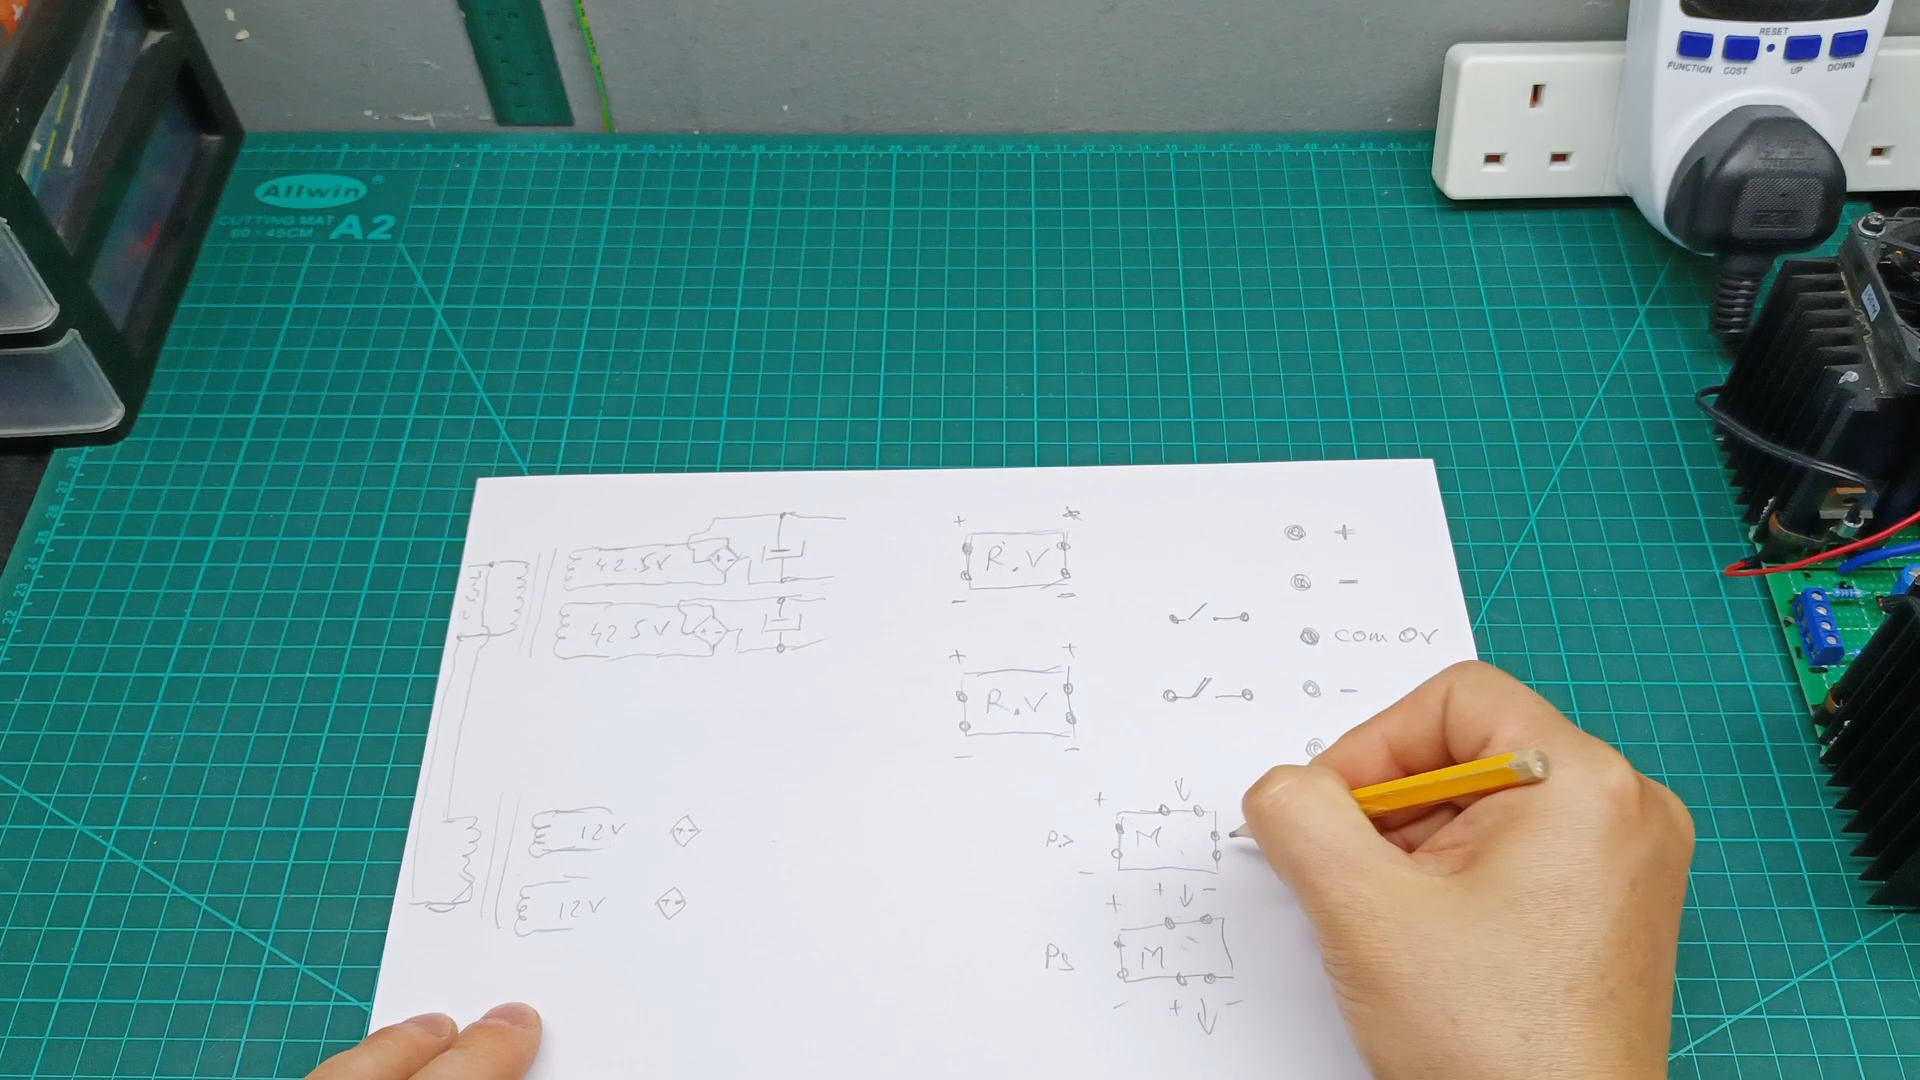 RESET
FUNCTION COST UP DOWN
Allwin
CUTTING MAT
60×45CM A2
+
-
+
R.V
-
42.5V
42.5V
com 0v
+
+
R.V
-
-
-
12V
12V
+
M
-
+ -
+
PS
M
-
+ -